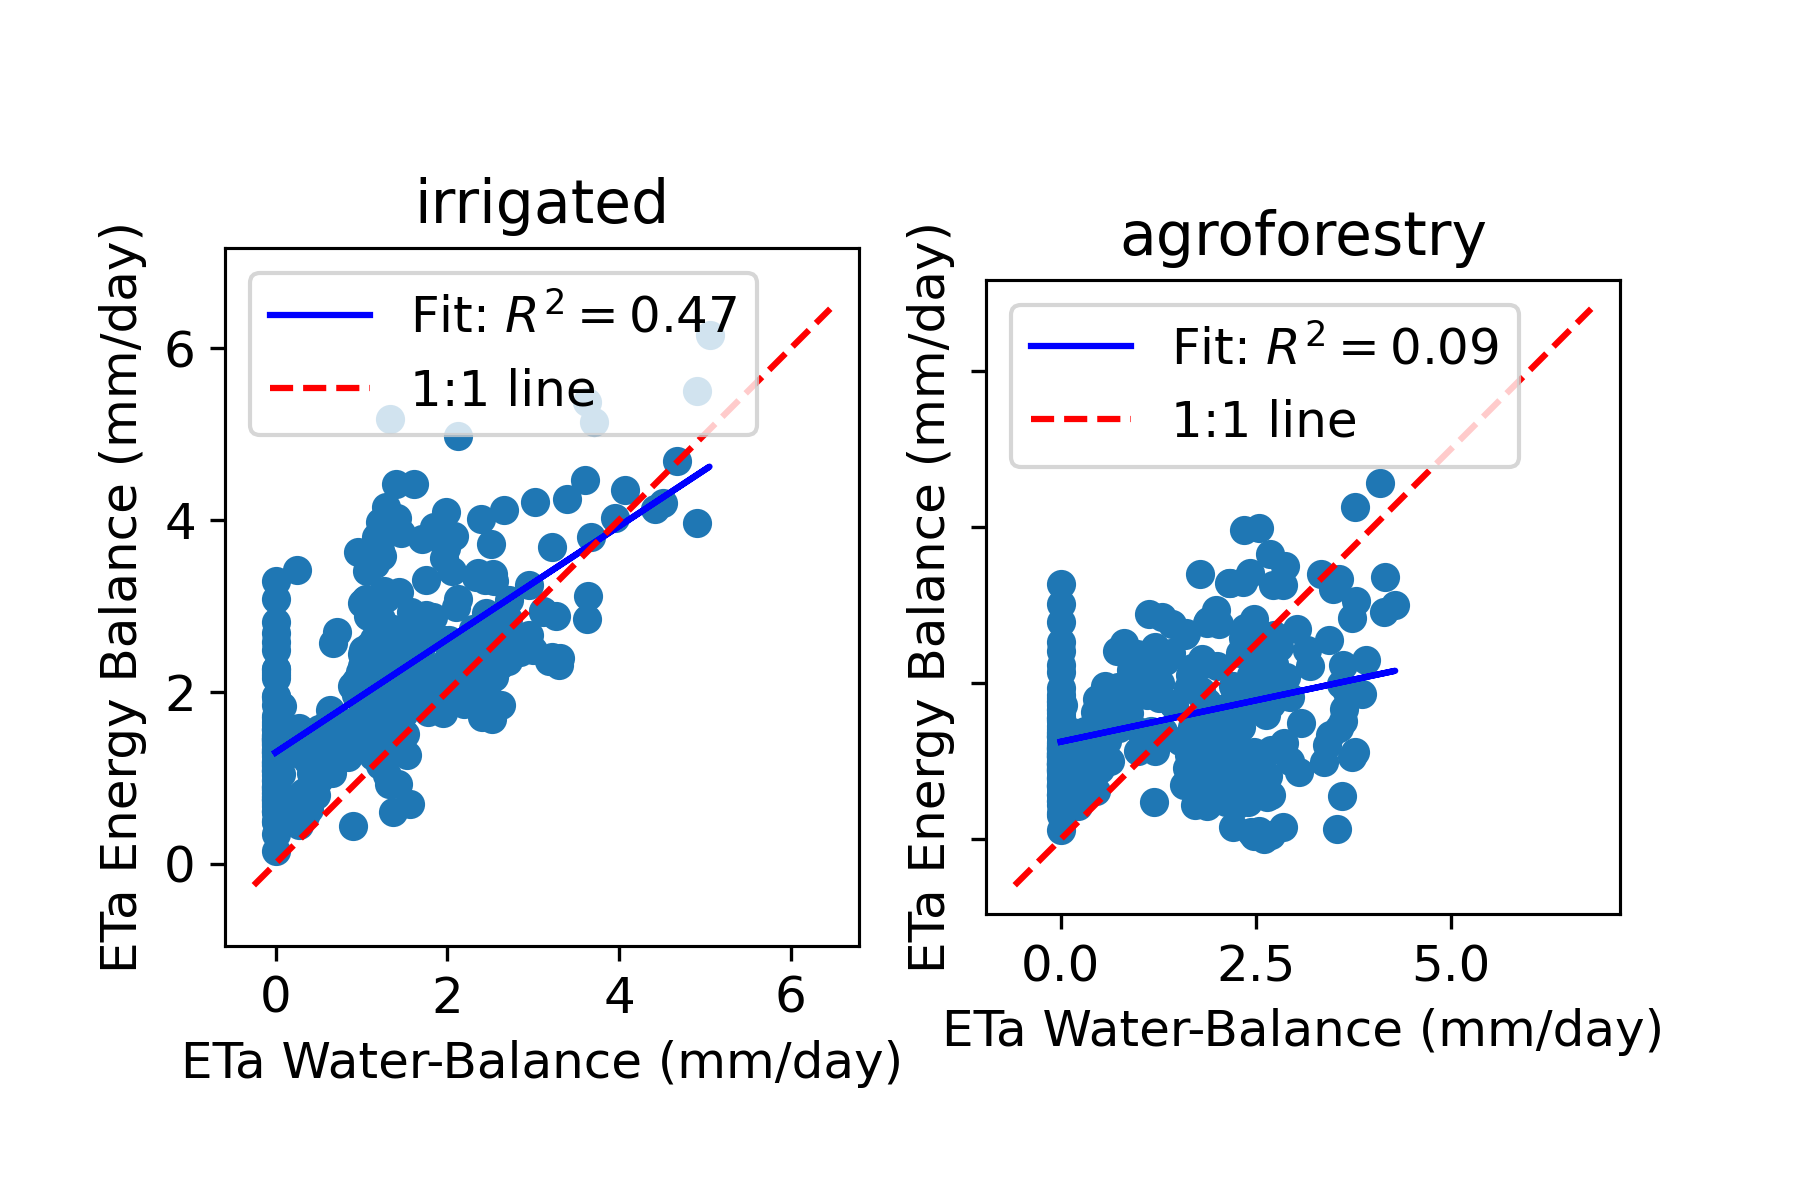 irrigated
ETa Energy Balance (mm/day)
Fit: R² = 0.47
1:1 line
6
4
2
0
0 2 4 6
ETa Water-Balance (mm/day)
agroforestry
ETa Energy Balance (mm/day)
Fit: R² = 0.09
1:1 line
0.0 2.5 5.0
ETa Water-Balance (mm/day)